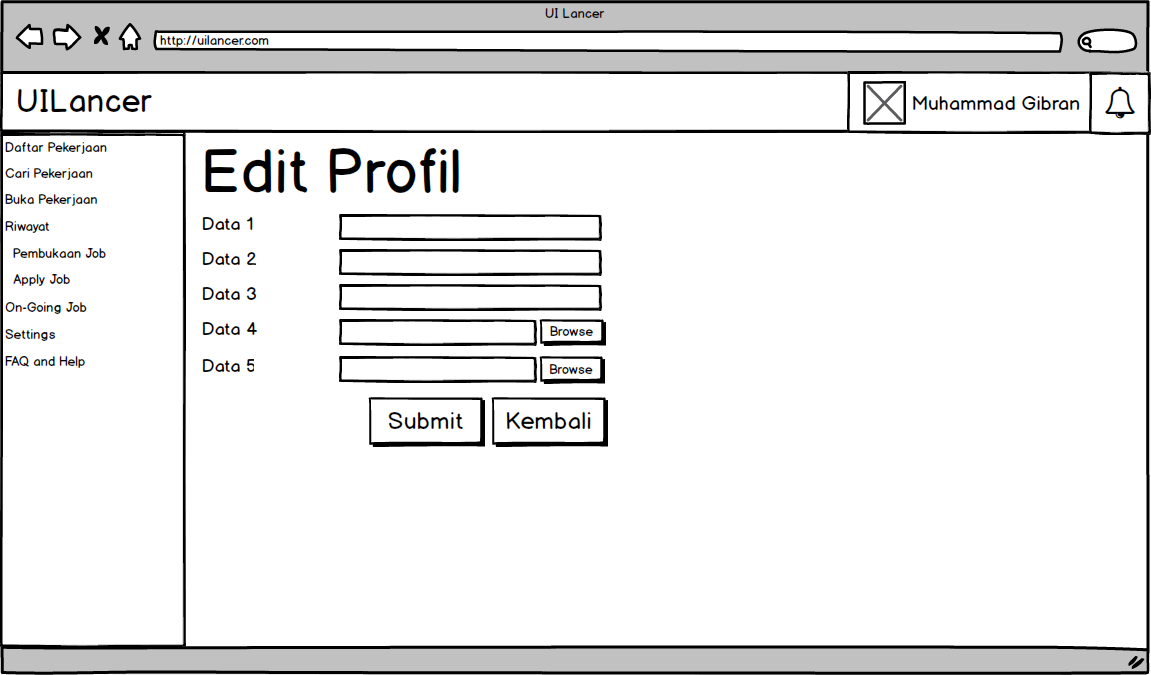 UI Lancer
http://uilancer.com
UILancer
Muhammad Gibran
Daftar Pekerjaan
Cari Pekerjaan
Buka Pekerjaan
Riwayat
Pembukaan Job
Apply Job
On-Going Job
Settings
FAQ and Help
Edit Profil
Data 1
Data 2
Data 3
Data 4 Browse
Data 5 Browse
Submit Kembali